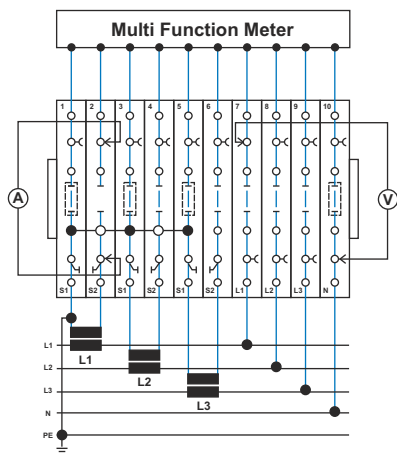 Multi Function Meter
1 2 3 4 5 6 7 8 9 10
A V
S1 S2 S1 S2 S1 S2 L1 L2 L3 N
L1
L1
L2
L2
L3
L3
N
PE